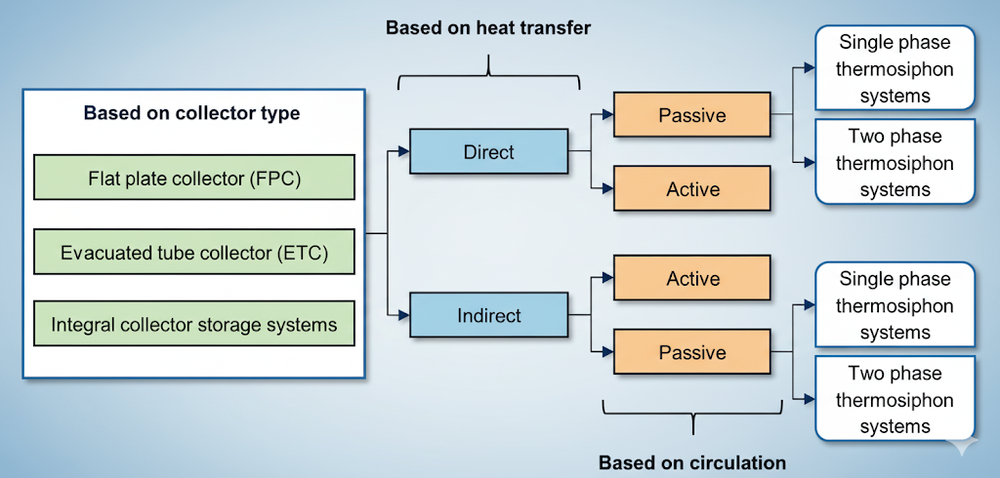 Based on heat transfer
Based on collector type
Flat plate collector (FPC)
Evacuated tube collector (ETC)
Integral collector storage systems
Direct
Indirect
Passive
Active
Active
Passive
Based on circulation
Single phase
thermosiphon
systems
Two phase
thermosiphon
systems
Single phase
thermosiphon
systems
Two phase
thermosiphon
systems